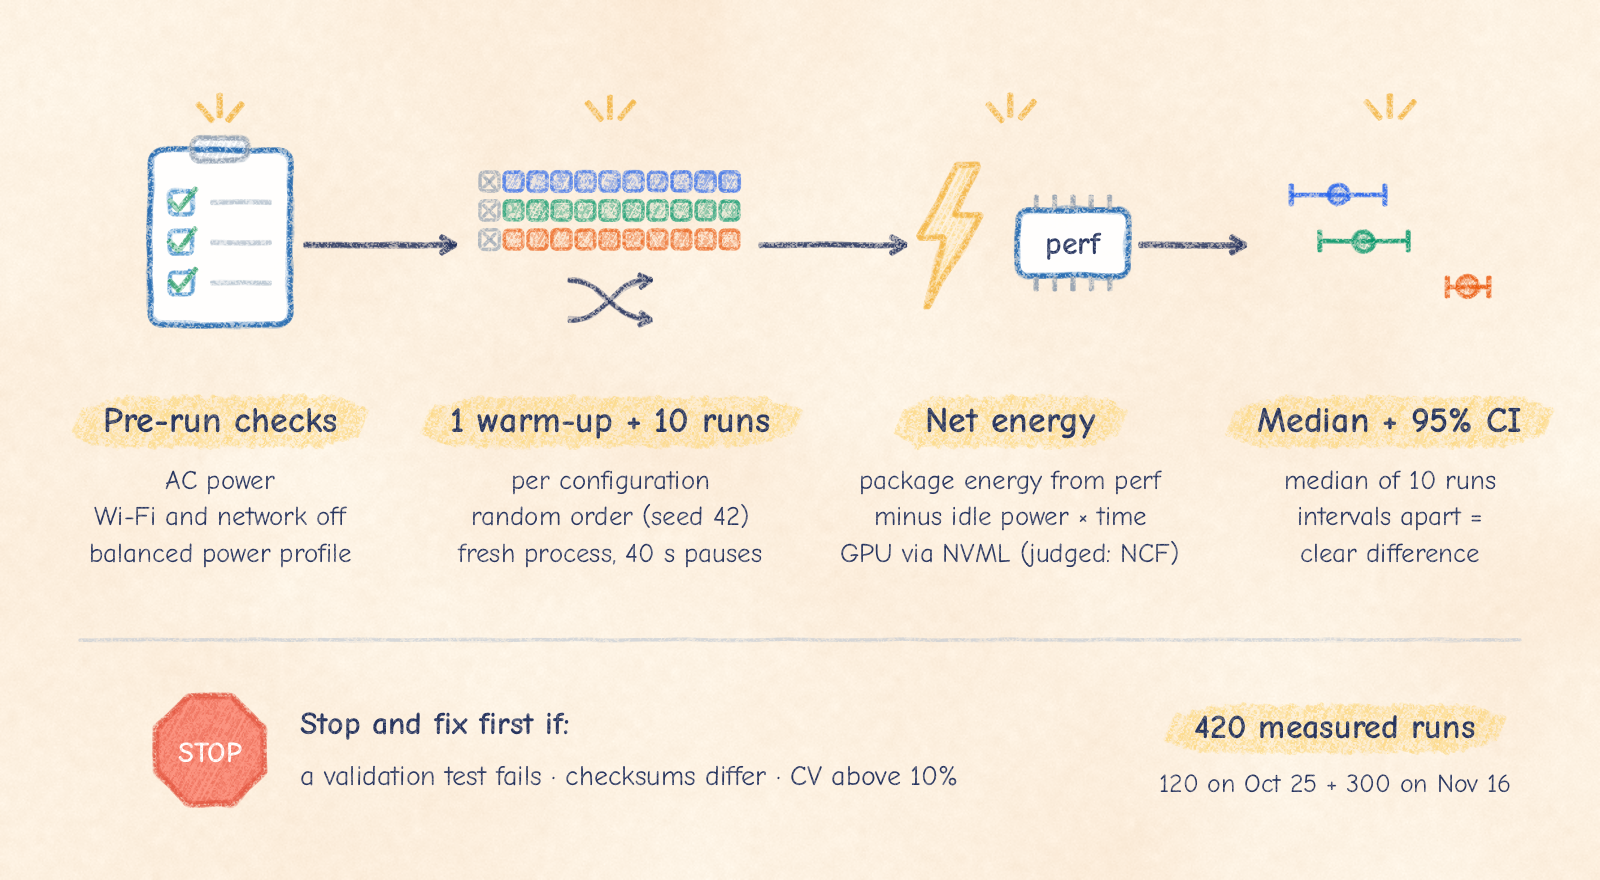 perf
Pre-run checks
AC power
Wi-Fi and network off
balanced power profile
1 warm-up + 10 runs
per configuration
random order (seed 42)
fresh process, 40 s pauses
Net energy
package energy from perf
minus idle power × time
GPU via NVML (judged: NCF)
Median + 95% CI
median of 10 runs
intervals apart =
clear difference
STOP
Stop and fix first if:
a validation test fails · checksums differ · CV above 10%
420 measured runs
120 on Oct 25 + 300 on Nov 16